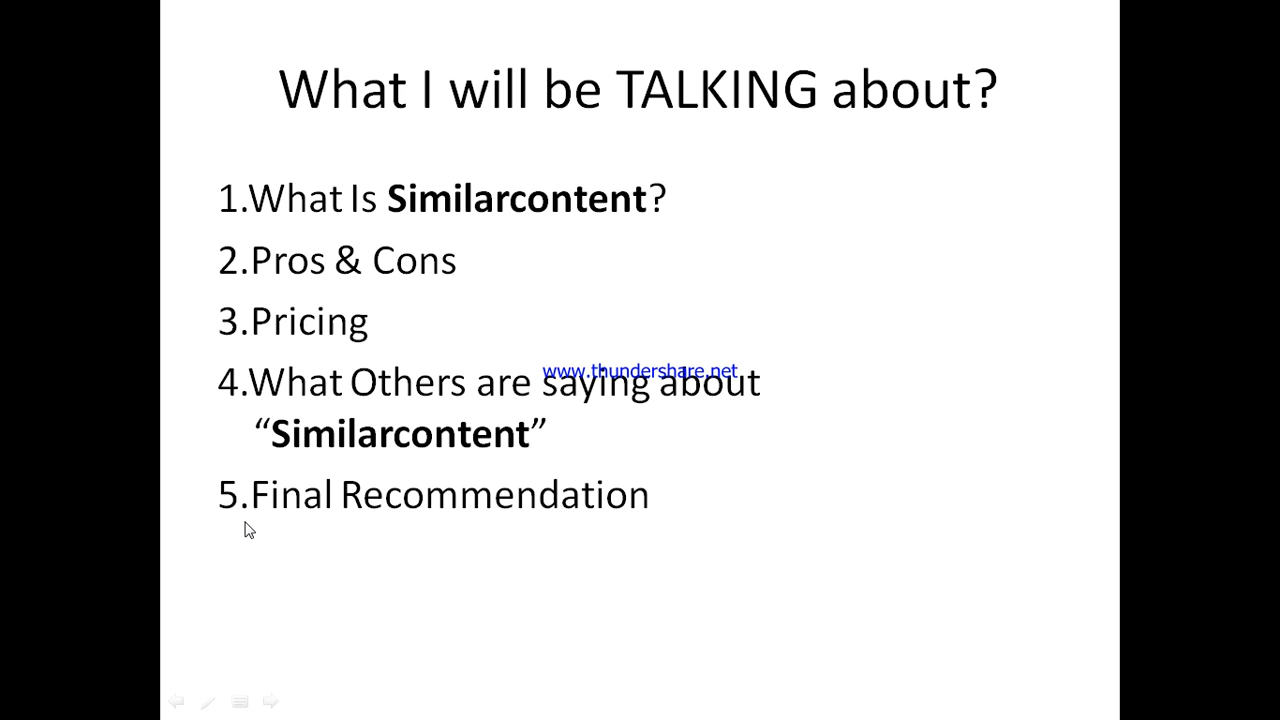 What I will be TALKING about?
1.What Is Similarcontent?
2.Pros & Cons
3.Pricing
www.thundershare.net
4.What Others are saying about
“Similarcontent”
5.Final Recommendation